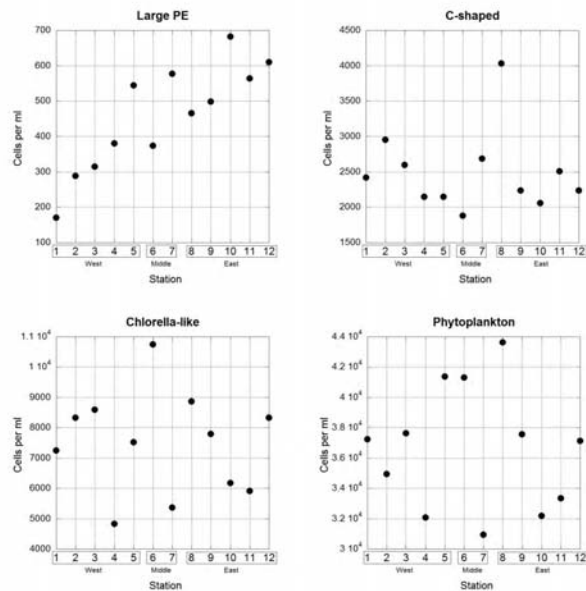 Large PE
700
600
500
400
300
200
100
Cells per ml
1 2 3 4 5 6 7 8 9 10 11 12
West Middle East
Station
C-shaped
4500
4000
3500
3000
2500
2000
1500
Cells per ml
1 2 3 4 5 6 7 8 9 10 11 12
West Middle East
Station
Chlorella-like
1.1 10⁴
1 10⁴
9000
8000
7000
6000
5000
4000
Cells per ml
1 2 3 4 5 6 7 8 9 10 11 12
West Middle East
Station
Phytoplankton
4.4 10⁴
4.2 10⁴
4 10⁴
3.8 10⁴
3.6 10⁴
3.4 10⁴
3.2 10⁴
3 10⁴
Cells per ml
1 2 3 4 5 6 7 8 9 10 11 12
West Middle East
Station